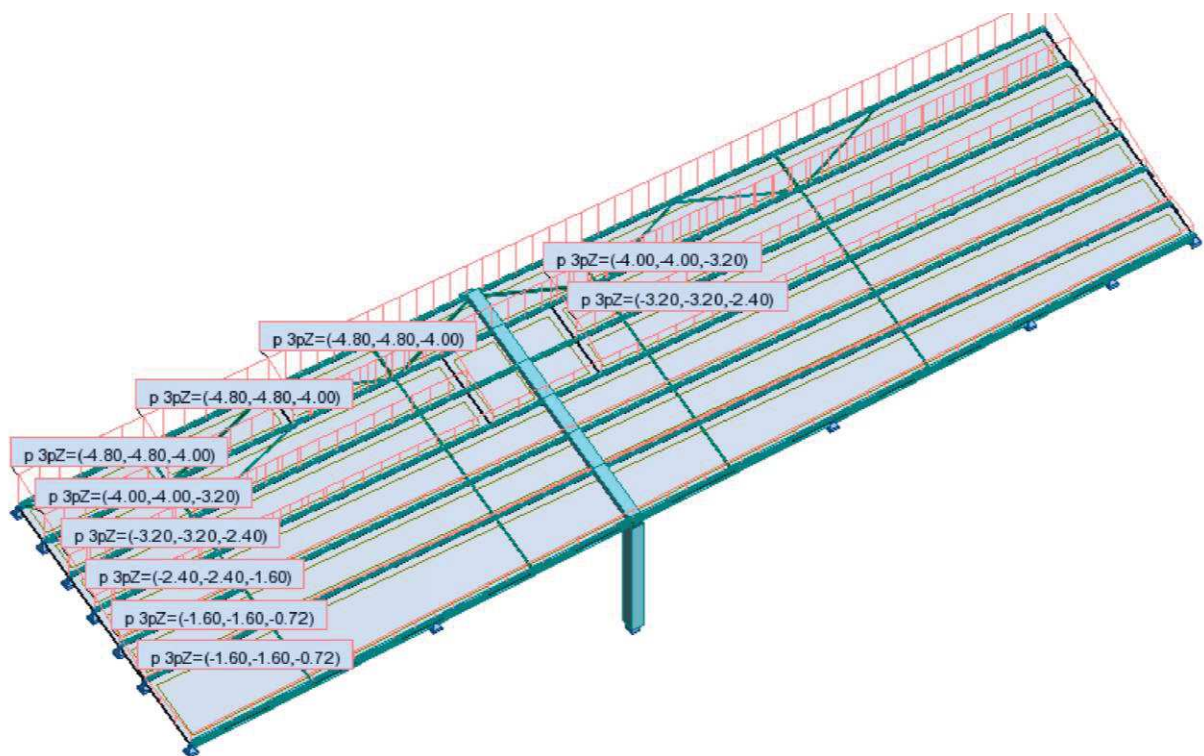 p 3pZ=(-4.00,-4.00,-3.20)
p 3pZ=(-3.20,-3.20,-2.40)
p 3pZ=(-4.80,-4.80,-4.00)
p 3pZ=(-4.80,-4.80,-4.00)
p 3pZ=(-4.80,-4.80,-4.00)
p 3pZ=(-4.00,-4.00,-3.20)
p 3pZ=(-3.20,-3.20,-2.40)
p 3pZ=(-2.40,-2.40,-1.60)
p 3pZ=(-1.60,-1.60,-0.72)
p 3pZ=(-1.60,-1.60,-0.72)